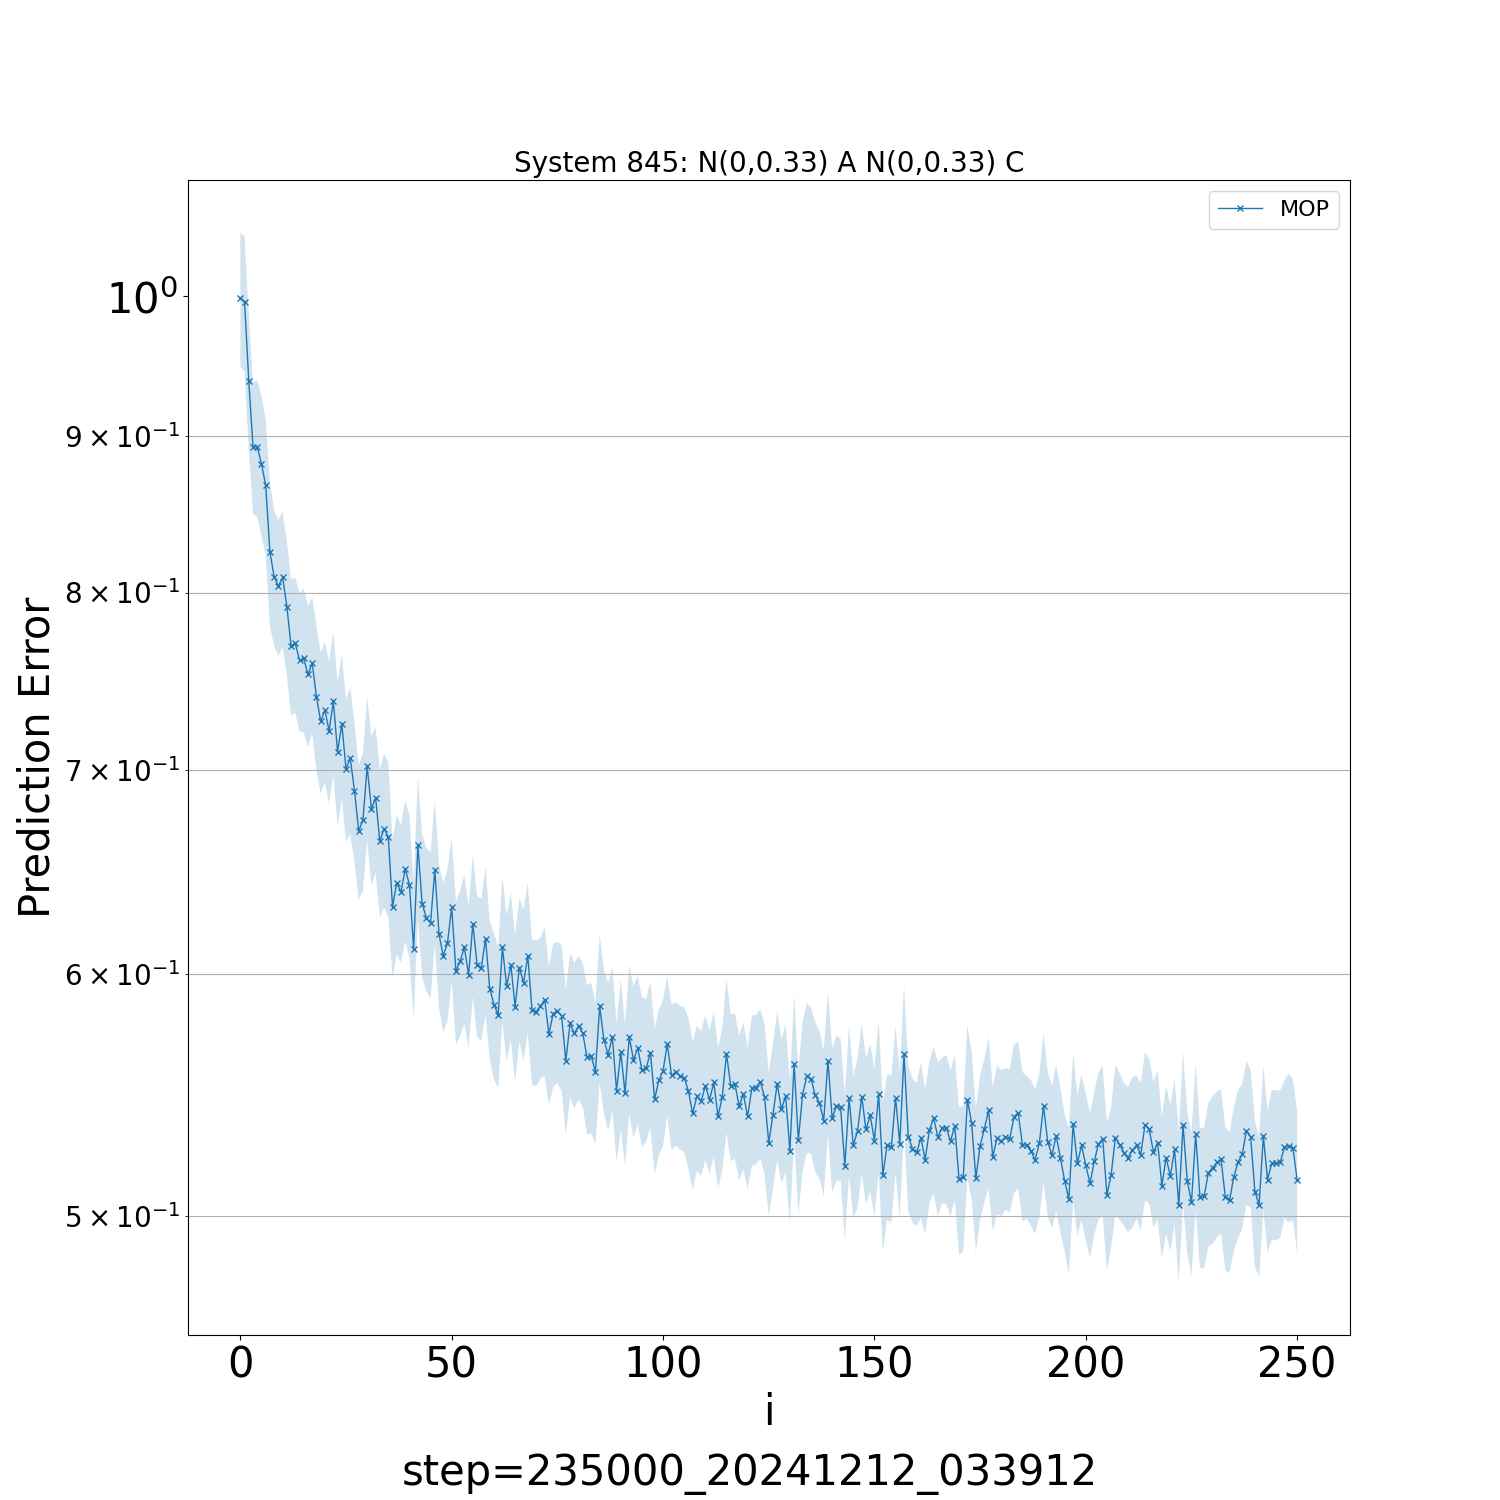 System 845: N(0,0.33) A N(0,0.33) C
MOP
10⁰
9 × 10⁻¹
8 × 10⁻¹
7 × 10⁻¹
6 × 10⁻¹
5 × 10⁻¹
Prediction Error
0 50 100 150 200 250
i
step=235000_20241212_033912